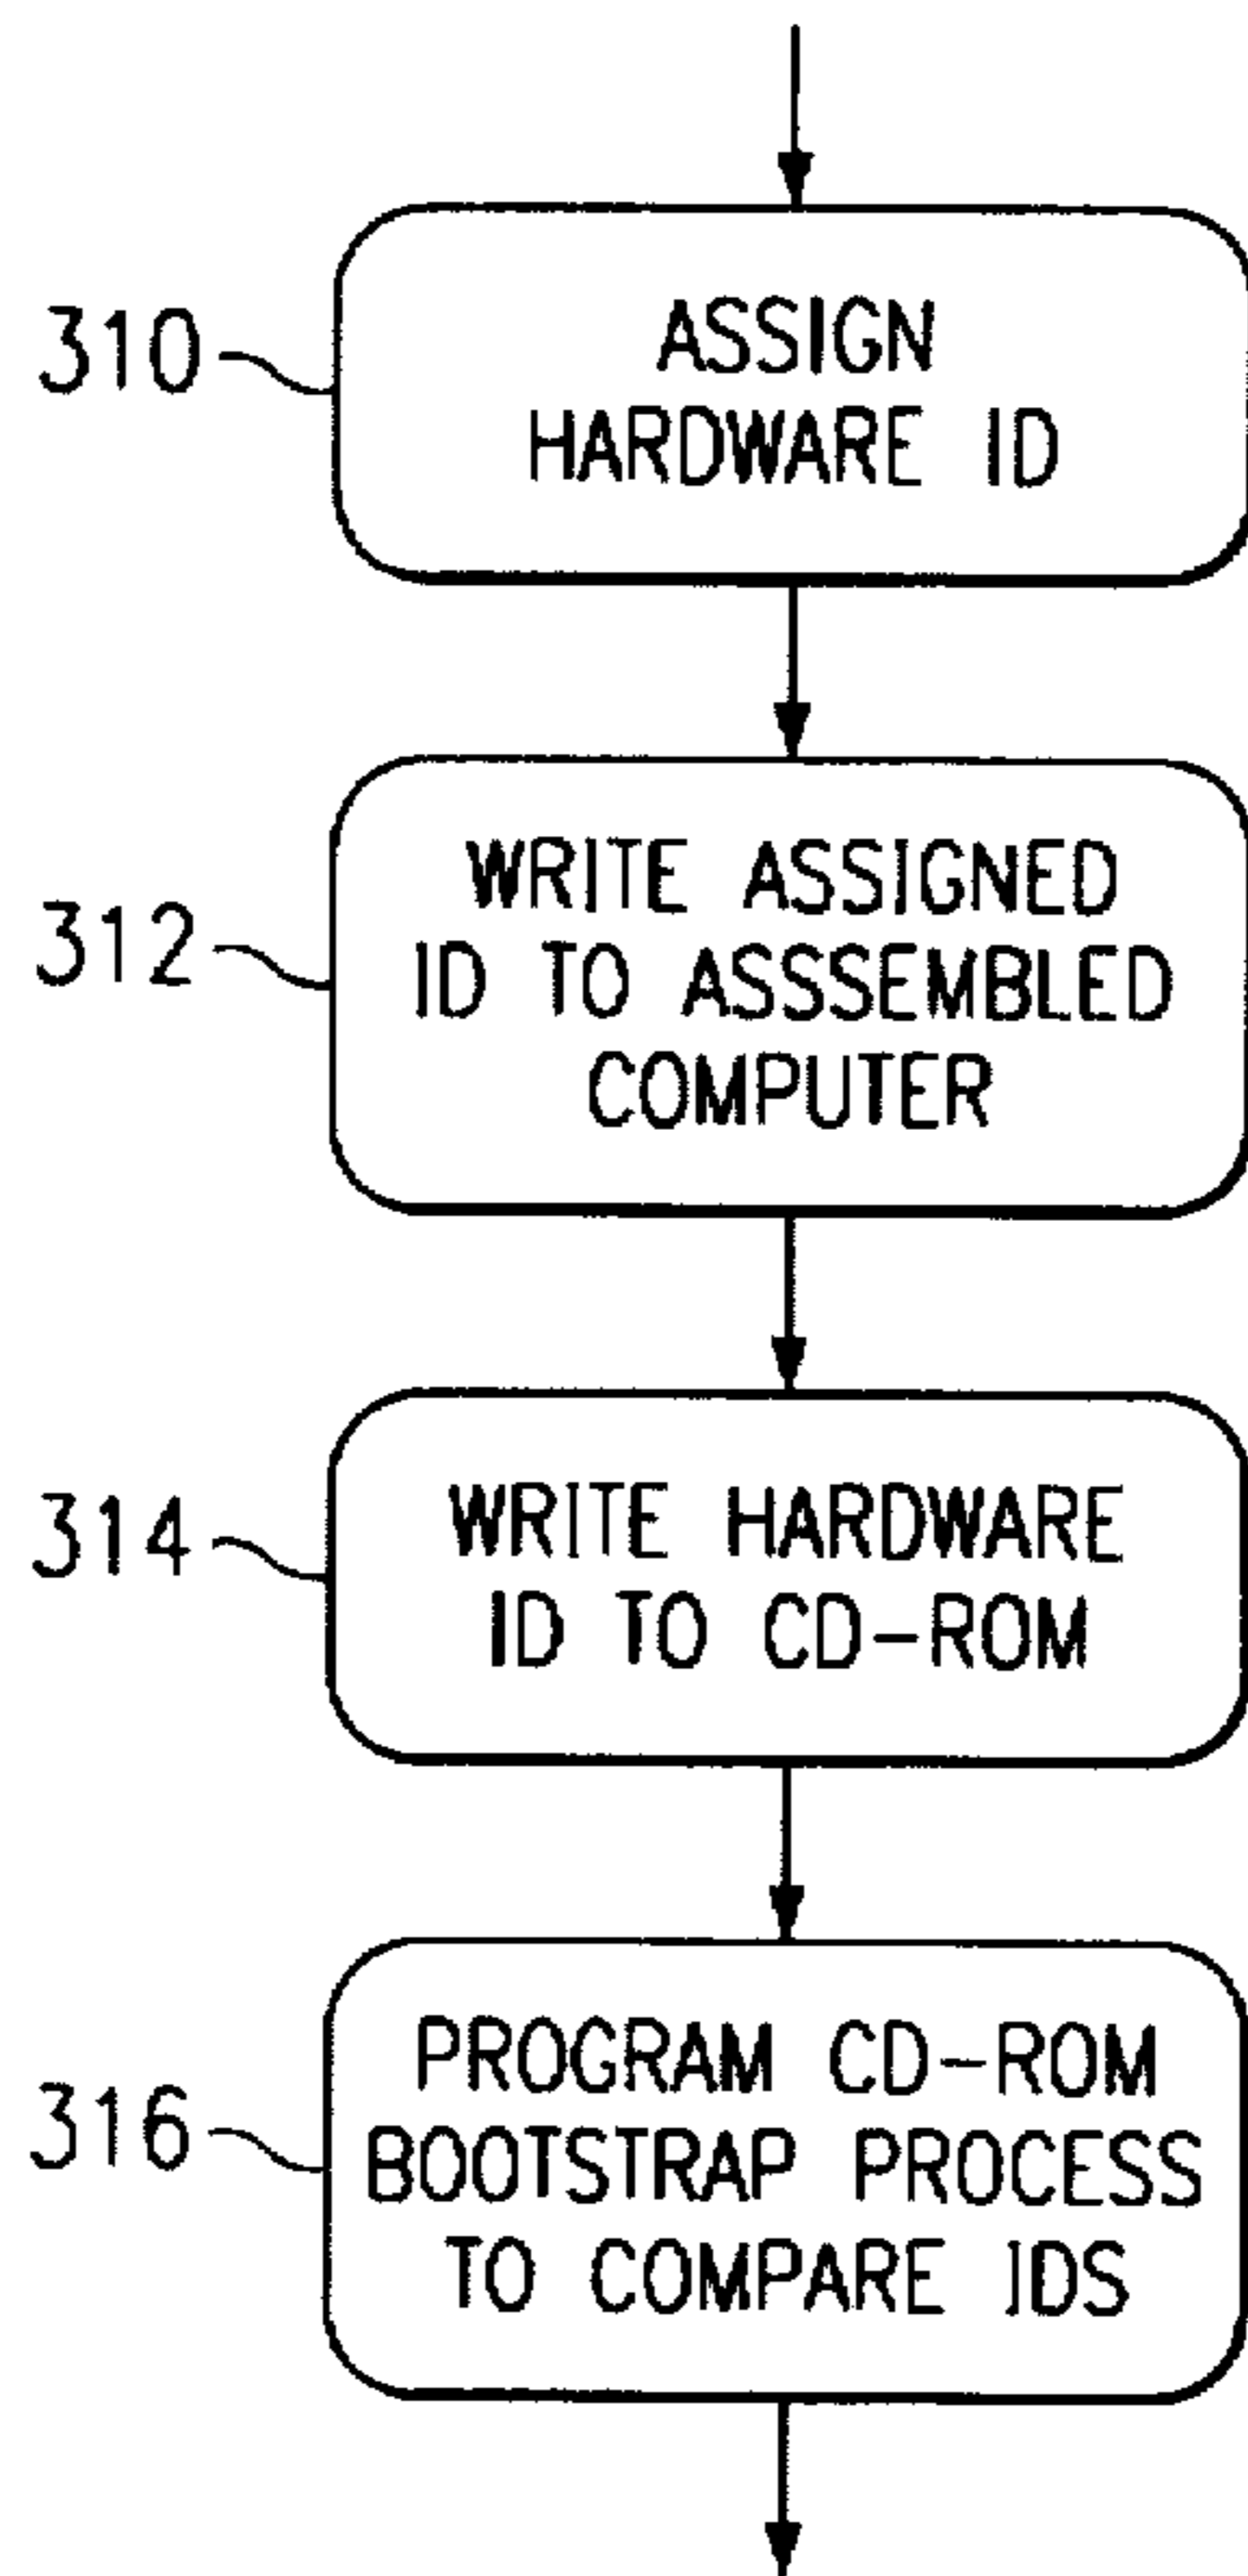 310
ASSIGN
HARDWARE ID
312
WRITE ASSIGNED
ID TO ASSSEMBLED
COMPUTER
314
WRITE HARDWARE
ID TO CD-ROM
316
PROGRAM CD-ROM
BOOTSTRAP PROCESS
TO COMPARE IDS